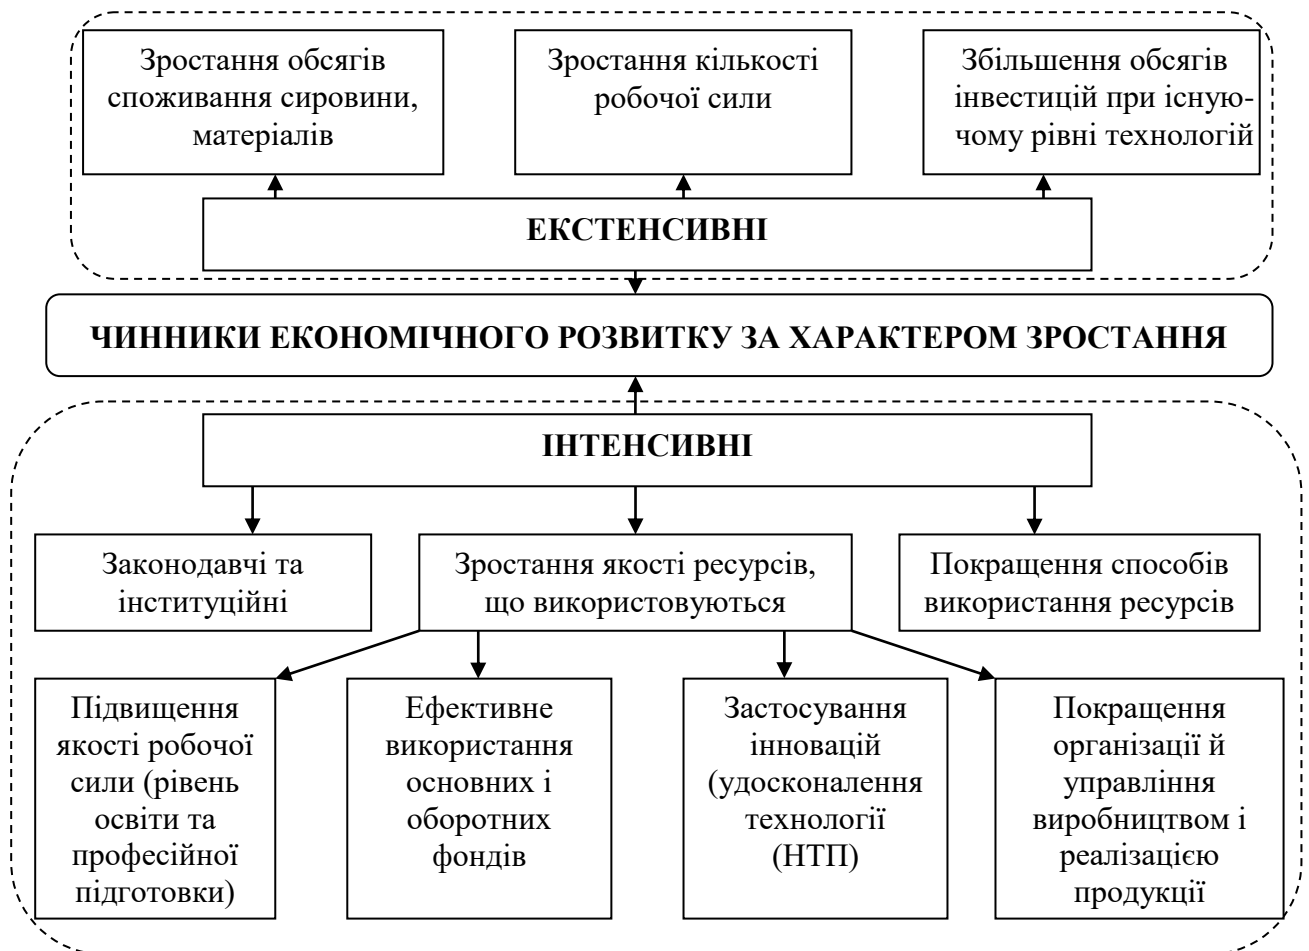 Зростання обсягів
споживання сировини,
матеріалів
Зростання кількості
робочої сили
Збільшення обсягів
інвестицій при існую-
чому рівні технологій
ЕКСТЕНСИВНІ
ЧИННИКИ ЕКОНОМІЧНОГО РОЗВИТКУ ЗА ХАРАКТЕРОМ ЗРОСТАННЯ
ІНТЕНСИВНІ
Законодавчі та
інституційні
Зростання якості ресурсів,
що використовуються
Покращення способів
використання ресурсів
Підвищення
якості робочої
сили (рівень
освіти та
професійної
підготовки)
Ефективне
використання
основних і
оборотних
фондів
Застосування
інновацій
(удосконалення
технології
(НТП)
Покращення
організації й
управління
виробництвом і
реалізацією
продукції